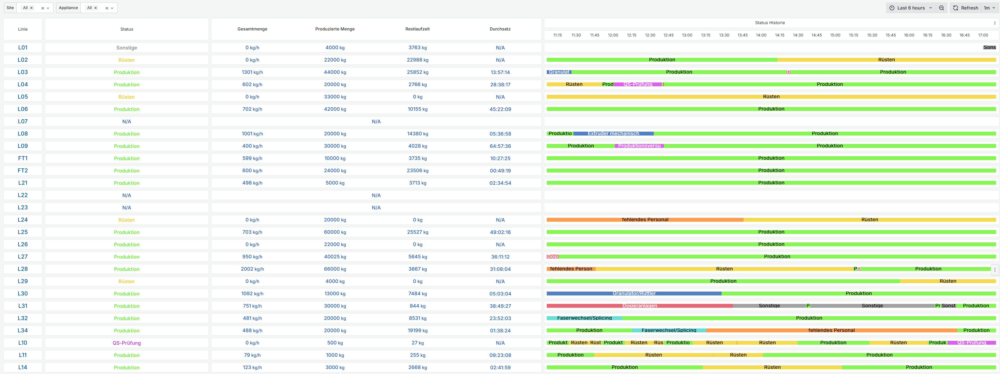 Site All × × Appliance All × × Last 6 hours Refresh 1m
Linie Status Gesamtmenge Produzierte Menge Restlaufzeit Durchsatz Status Historie
11:15 11:30 11:45 12:00 12:15 12:30 12:45 13:00 13:15 13:30 13:45 14:00 14:15 14:30 14:45 15:00 15:15 15:30 15:45 16:00 16:15 16:30 16:45 17:00
L01 Sonstige 0 kg/h 4000 kg 3763 kg N/A Sons
L02 Rüsten 0 kg/h 22000 kg 22988 kg N/A Produktion Rüsten
L03 Produktion 1301 kg/h 44000 kg 25852 kg 13:57:14 Granulat Produktion D Produktion
L04 Produktion 602 kg/h 20000 kg 2766 kg 28:38:17 Rüsten Prod QS-Prüfung Produktion
L05 Rüsten 0 kg/h 33000 kg 0 kg N/A Rüsten
L06 Produktion 702 kg/h 42000 kg 10155 kg 45:22:09 Produktion
L07 N/A N/A
L08 Produktion 1001 kg/h 20000 kg 14380 kg 05:36:58 Produktio Extruder mechanisch Produktion
L09 Produktion 400 kg/h 30000 kg 4028 kg 64:57:36 Produktion Produktionsversu Produktion
FT1 Produktion 599 kg/h 10000 kg 3735 kg 10:27:25 Produktion
FT2 Produktion 600 kg/h 24000 kg 23506 kg 00:49:19 Produktion
L21 Produktion 498 kg/h 5000 kg 3713 kg 02:34:54 Produktion
L22 N/A N/A
L23 N/A N/A
L24 Rüsten 0 kg/h 20000 kg 0 kg N/A fehlendes Personal Rüsten
L25 Produktion 703 kg/h 60000 kg 25527 kg 49:02:16 Produktion
L26 Produktion 0 kg/h 22000 kg 0 kg N/A Produktion
L27 Produktion 950 kg/h 40025 kg 5645 kg 36:11:12 Dosi Produktion
L28 Produktion 2002 kg/h 66000 kg 3667 kg 31:08:04 fehlendes Person Rüsten P D Produktion
L29 Rüsten 0 kg/h 4000 kg 0 kg N/A Produktion Rüsten
L30 Produktion 1092 kg/h 13000 kg 7484 kg 05:03:04 Granulator/Rüttler Produktion
L31 Produktion 751 kg/h 30000 kg 844 kg 38:49:27 Dosieranlagen Sonstige P Sonstige Pr Sonst Produktion
L32 Produktion 481 kg/h 20000 kg 8531 kg 23:52:03 Faserwechsel/Splicing Produktion
L34 Produktion 488 kg/h 20000 kg 19199 kg 01:38:24 Produktion Faserwechsel/Splicing fehlendes Personal Produktion
L10 QS-Prüfung 0 kg/h 500 kg 27 kg N/A Produkt Rüsten Rüst Produkt Rüsten Rüs Produktio Rüsten Rüsten Produktion Rüsten Produk QS-Prüfung
L11 Produktion 79 kg/h 1000 kg 255 kg 09:23:08 Produktion Rüsten Rüsten Produktion
L14 Produktion 123 kg/h 3000 kg 2668 kg 02:41:59 Produktion Rüsten Produktion